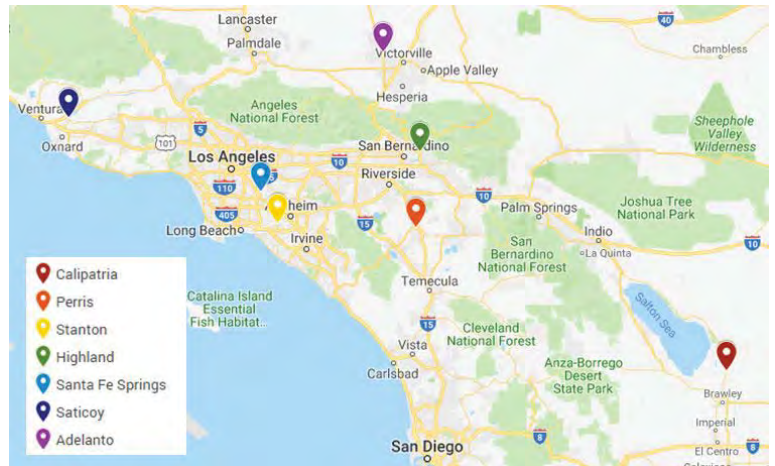 Lancaster
Palmdale
Victorville
Apple Valley
Hesperia
40
Chambless
Ventura
Oxnard
101
5
Angeles
National Forest
San Bernardino
Los Angeles
10
Riverside
Sheephole
Valley
Wilderness
110
5
Anaheim
405
Long Beach
Irvine
15
10
Palm Springs
Joshua Tree
National Park
San
Bernardino
National Forest
Indio
La Quinta
10
Temecula
Catalina Island
Essential
Fish Habitat...
15
Cleveland
National Forest
Salton Sea
Vista
Carlsbad
Anza-Borrego
Desert
State Park
Brawley
Imperial
El Centro
San Diego
8
8
Calipatria
Perris
Stanton
Highland
Santa Fe Springs
Saticoy
Adelanto